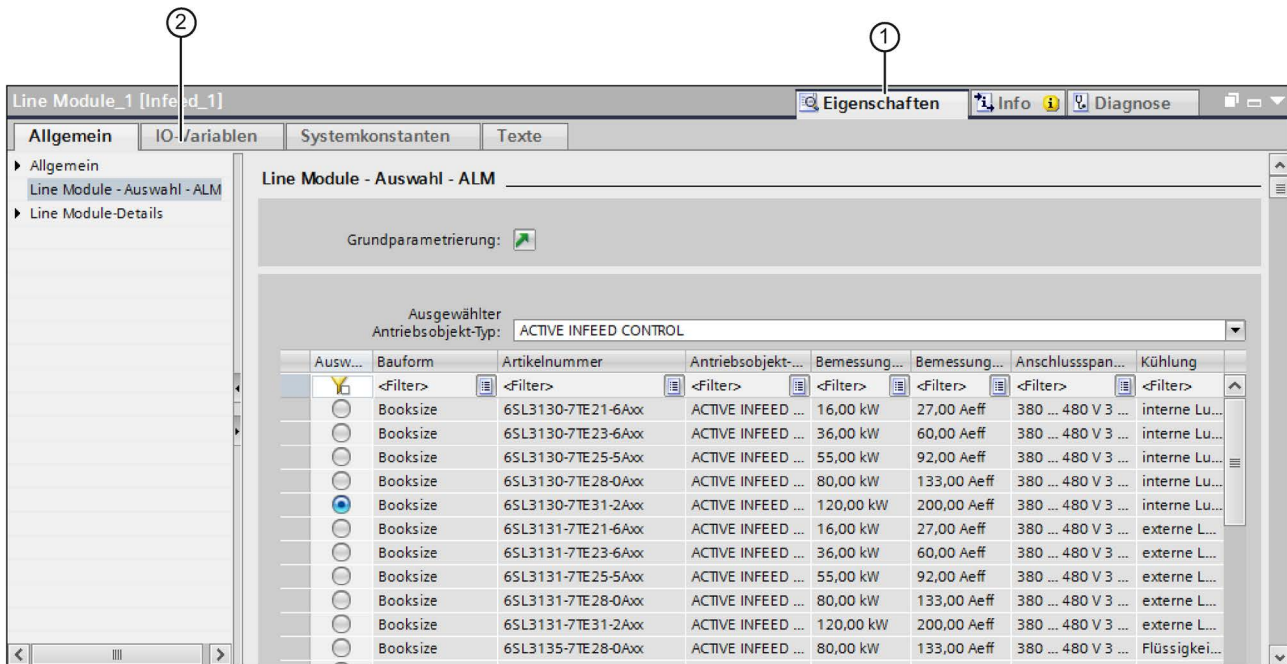 2
1
Line Module_1 [Infeed_1]
Eigenschaften
Info
Diagnose
Allgemein
IO-Variablen
Systemkonstanten
Texte
Allgemein
Line Module - Auswahl - ALM
Line Module-Details
Line Module - Auswahl - ALM
Grundparametrierung:
Ausgewählter
Antriebsobjekt-Typ: ACTIVE INFEED CONTROL
Ausw... Bauform Artikelnummer Antriebsobjekt-... Bemessung... Bemessung... Anschlussspan... Kühlung
<Filter> <Filter> <Filter> <Filter> <Filter> <Filter> <Filter>
Booksize 6SL3130-7TE21-6Axx ACTIVE INFEED ... 16,00 kW 27,00 Aeff 380 ... 480 V 3 ... interne Lu...
Booksize 6SL3130-7TE23-6Axx ACTIVE INFEED ... 36,00 kW 60,00 Aeff 380 ... 480 V 3 ... interne Lu...
Booksize 6SL3130-7TE25-5Axx ACTIVE INFEED ... 55,00 kW 92,00 Aeff 380 ... 480 V 3 ... interne Lu...
Booksize 6SL3130-7TE28-0Axx ACTIVE INFEED ... 80,00 kW 133,00 Aeff 380 ... 480 V 3 ... interne Lu...
Booksize 6SL3130-7TE31-2Axx ACTIVE INFEED ... 120,00 kW 200,00 Aeff 380 ... 480 V 3 ... interne Lu...
Booksize 6SL3131-7TE21-6Axx ACTIVE INFEED ... 16,00 kW 27,00 Aeff 380 ... 480 V 3 ... externe L...
Booksize 6SL3131-7TE23-6Axx ACTIVE INFEED ... 36,00 kW 60,00 Aeff 380 ... 480 V 3 ... externe L...
Booksize 6SL3131-7TE25-5Axx ACTIVE INFEED ... 55,00 kW 92,00 Aeff 380 ... 480 V 3 ... externe L...
Booksize 6SL3131-7TE28-0Axx ACTIVE INFEED ... 80,00 kW 133,00 Aeff 380 ... 480 V 3 ... externe L...
Booksize 6SL3131-7TE31-2Axx ACTIVE INFEED ... 120,00 kW 200,00 Aeff 380 ... 480 V 3 ... externe L...
Booksize 6SL3135-7TE28-0Axx ACTIVE INFEED ... 80,00 kW 133,00 Aeff 380 ... 480 V 3 ... Flüssigkei...